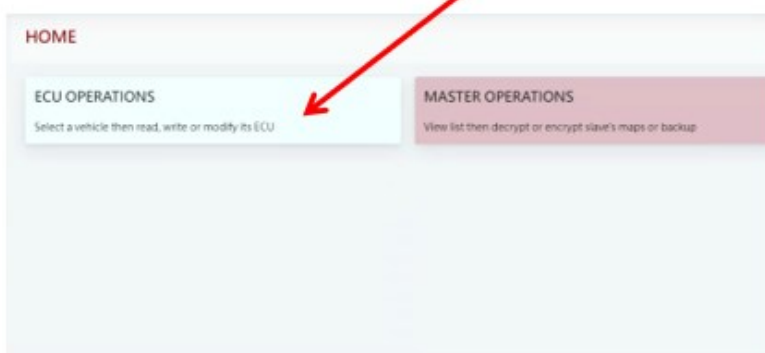 HOME
ECU OPERATIONS
Select a vehicle then read, write or modify its ECU
MASTER OPERATIONS
View list then decrypt or encrypt slave's maps or backup